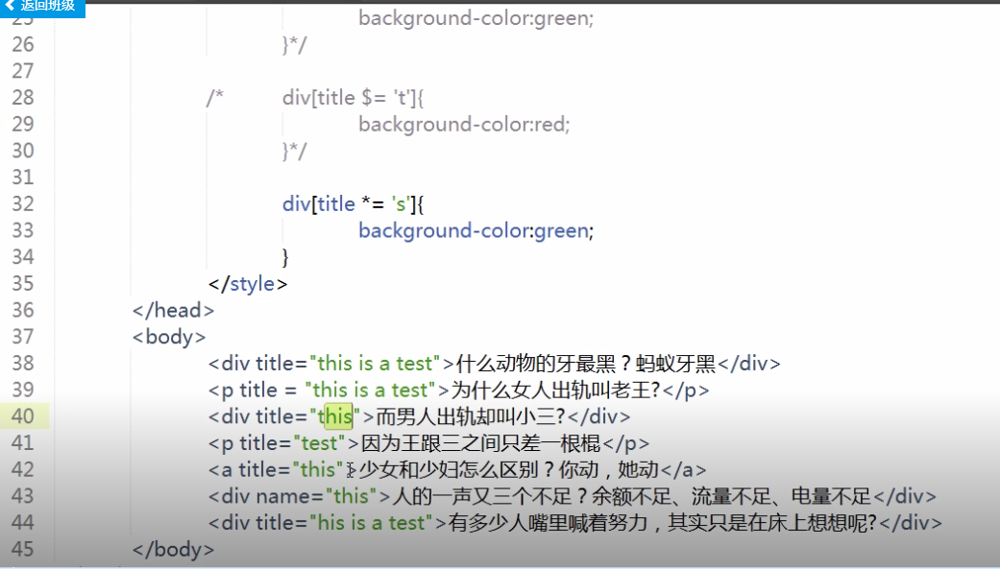 返回班级
25 background-color:green;
26 }*/
27
28 /* div[title $= 't']{
29 background-color:red;
30 }*/
31
32 div[title *= 's']{
33 background-color:green;
34 }
35 </style>
36 </head>
37 <body>
38 <div title="this is a test">什么动物的牙最黑？蚂蚁牙黑</div>
39 <p title = "this is a test">为什么女人出轨叫老王?</p>
40 <div title="this">而男人出轨却叫小三?</div>
41 <p title="test">因为王跟三之间只差一根棍</p>
42 <a title="this">少女和少妇怎么区别？你动，她动</a>
43 <div name="this">人的一声又三个不足？余额不足、流量不足、电量不足</div>
44 <div title="his is a test">有多少人嘴里喊着努力，其实只是在床上想想呢?</div>
45 </body>